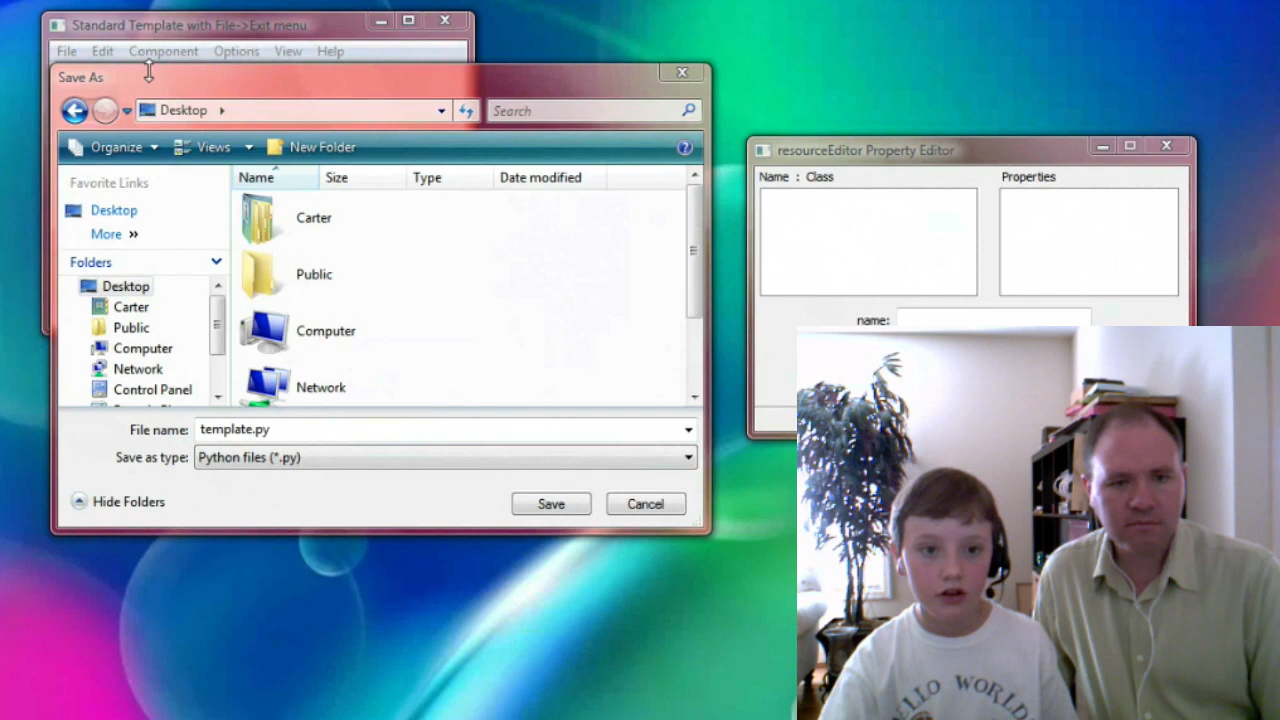 Standard Template with File->Exit menu
File Edit Component Options View Help
Save As
Desktop
Search
Organize Views New Folder
Favorite Links
Desktop
More »
Folders
Desktop
Carter
Public
Computer
Network
Control Panel
Name Size Type Date modified
Carter
Public
Computer
Network
File name: template.py
Save as type: Python files (*.py)
Hide Folders
Save Cancel
resourceEditor Property Editor
Name : Class Properties
name:
HELLO WORLD